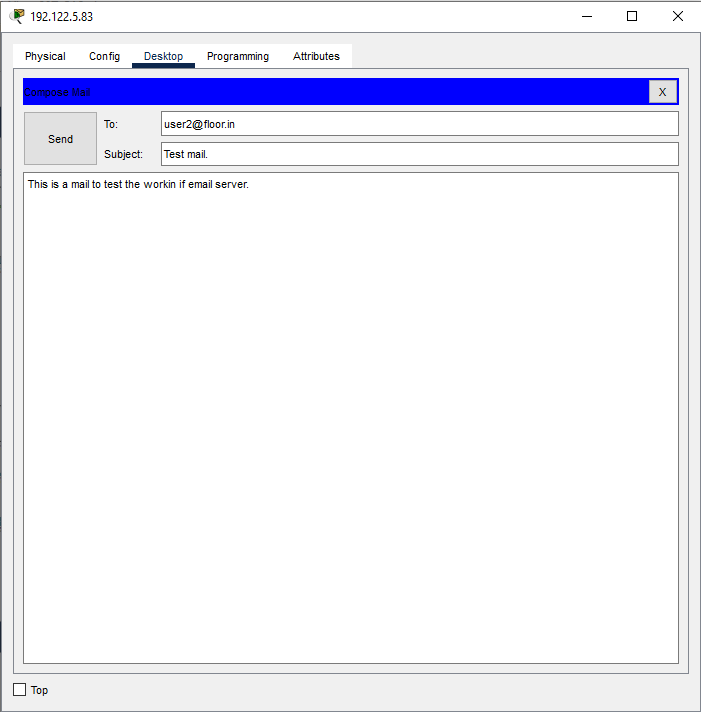 192.122.5.83
Physical Config Desktop Programming Attributes
Compose Mail X
Send
To: user2@floor.in
Subject: Test mail.
This is a mail to test the workin if email server.
Top